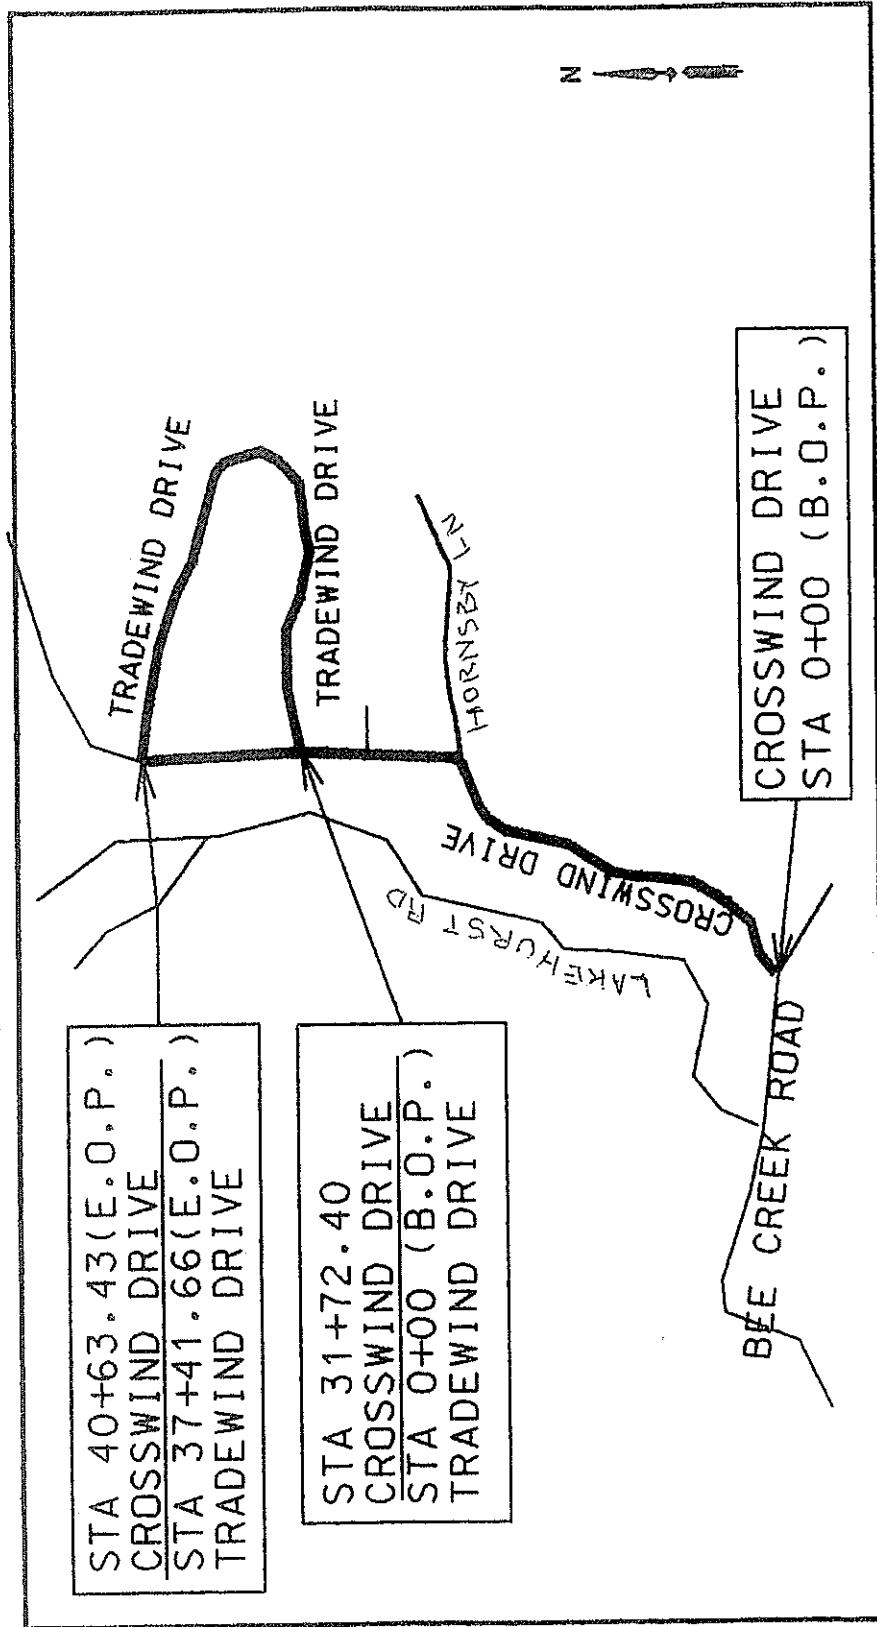 N
STA 40+63.43(E.O.P.)
CROSSWIND DRIVE
STA 37+41.66(E.O.P.)
TRADEWIND DRIVE
STA 31+72.40
CROSSWIND DRIVE
STA 0+00 (B.O.P.)
TRADEWIND DRIVE
TRADEWIND DRIVE
TRADEWIND DRIVE
HORNSBY LN
CROSSWIND DRIVE
LAKEHURST RD
BEE CREEK ROAD
CROSSWIND DRIVE
STA 0+00 (B.O.P.)